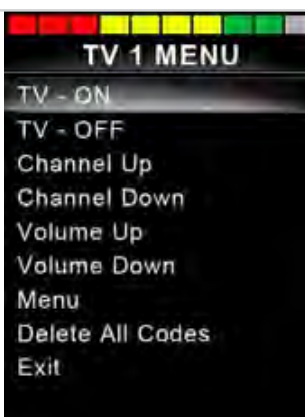 TV 1 MENU
TV - ON
TV - OFF
Channel Up
Channel Down
Volume Up
Volume Down
Menu
Delete All Codes
Exit